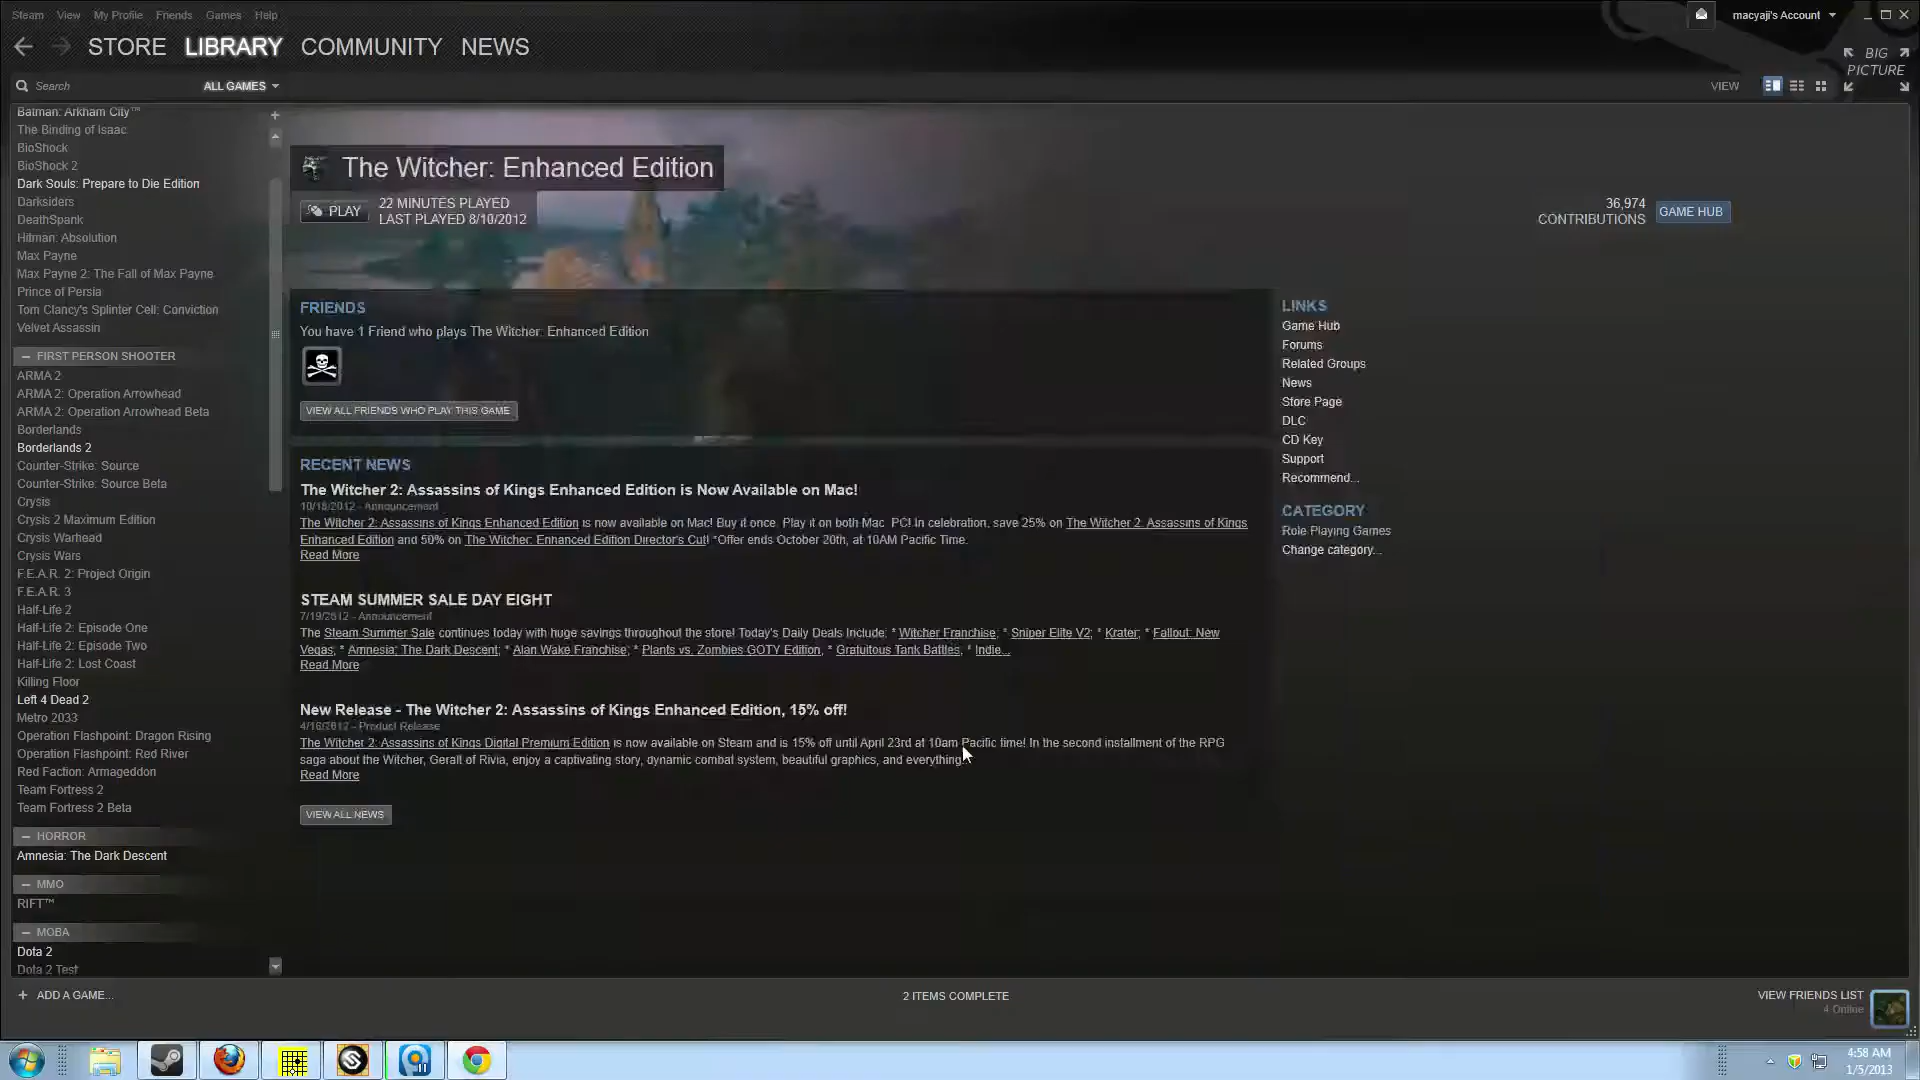 Steam View My Profile Friends Games Help
macyaji's Account
STORE LIBRARY COMMUNITY NEWS
BIG PICTURE
Search
ALL GAMES
VIEW
Batman: Arkham City™
The Binding of Isaac
BioShock
BioShock 2
Dark Souls: Prepare to Die Edition
Darksiders
DeathSpank
Hitman: Absolution
Max Payne
Max Payne 2: The Fall of Max Payne
Prince of Persia
Tom Clancy's Splinter Cell: Conviction
Velvet Assassin
FIRST PERSON SHOOTER
ARMA 2
ARMA 2: Operation Arrowhead
ARMA 2: Operation Arrowhead Beta
Borderlands
Borderlands 2
Counter-Strike: Source
Counter-Strike: Source Beta
Crysis
Crysis 2 Maximum Edition
Crysis Warhead
Crysis Wars
F.E.A.R. 2: Project Origin
F.E.A.R. 3
Half-Life 2
Half-Life 2: Episode One
Half-Life 2: Episode Two
Half-Life 2: Lost Coast
Killing Floor
Left 4 Dead 2
Metro 2033
Operation Flashpoint: Dragon Rising
Operation Flashpoint: Red River
Red Faction: Armageddon
Team Fortress 2
Team Fortress 2 Beta
HORROR
Amnesia: The Dark Descent
MMO
RIFT™
MOBA
Dota 2
Dota 2 Test
The Witcher: Enhanced Edition
PLAY
22 MINUTES PLAYED
LAST PLAYED 8/10/2012
36,974
CONTRIBUTIONS
GAME HUB
FRIENDS
You have 1 Friend who plays The Witcher: Enhanced Edition
VIEW ALL FRIENDS WHO PLAY THIS GAME
RECENT NEWS
The Witcher 2: Assassins of Kings Enhanced Edition is Now Available on Mac!
10/18/2012 - Announcement
The Witcher 2: Assassins of Kings Enhanced Edition is now available on Mac! Buy it once. Play it on both Mac PC! In celebration, save 25% on The Witcher 2: Assassins of Kings
Enhanced Edition and 50% on The Witcher: Enhanced Edition Director's Cut! *Offer ends October 20th, at 10AM Pacific Time.
Read More
STEAM SUMMER SALE DAY EIGHT
7/19/2012 - Announcement
The Steam Summer Sale continues today with huge savings throughout the store! Today's Daily Deals Include: * Witcher Franchise; * Sniper Elite V2; * Krater; * Fallout: New
Vegas; * Amnesia: The Dark Descent; * Alan Wake Franchise; * Plants vs. Zombies GOTY Edition, * Gratuitous Tank Battles, * Indie...
Read More
New Release - The Witcher 2: Assassins of Kings Enhanced Edition, 15% off!
4/16/2012 - Product Release
The Witcher 2: Assassins of Kings Digital Premium Edition is now available on Steam and is 15% off until April 23rd at 10am Pacific time! In the second installment of the RPG
saga about the Witcher, Geralt of Rivia, enjoy a captivating story, dynamic combat system, beautiful graphics, and everything...
Read More
VIEW ALL NEWS
LINKS
Game Hub
Forums
Related Groups
News
Store Page
DLC
CD Key
Support
Recommend...
CATEGORY
Role Playing Games
Change category...
ADD A GAME...
2 ITEMS COMPLETE
VIEW FRIENDS LIST
4 Online
4:58 AM
1/5/2013